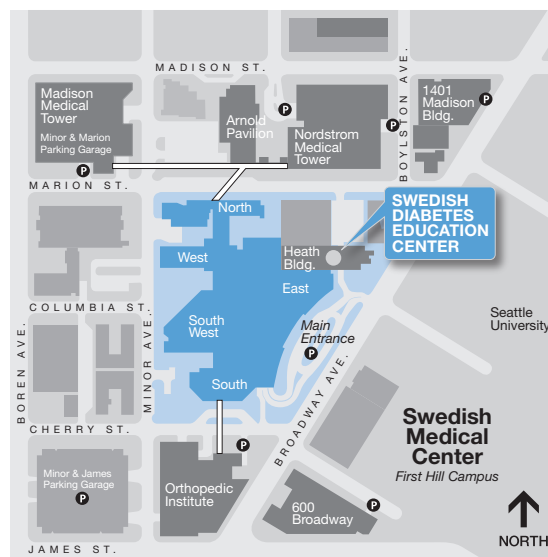 MADISON ST.
BOYLSTON AVE.
Madison
Medical
Tower
Minor & Marion
Parking Garage
P
Arnold
Pavilion
P
Nordstrom
Medical
Tower
P
1401
Madison
Bldg.
P
MARION ST.
North
SWEDISH
DIABETES
EDUCATION
CENTER
West
Heath
Bldg.
East
COLUMBIA ST.
South
West
Main
Entrance
P
Seattle
University
BOREN AVE.
MINOR AVE.
South
BROADWAY AVE.
CHERRY ST.
Swedish
Medical
Center
First Hill Campus
Minor & James
Parking Garage
P
Orthopedic
Institute
P
600
Broadway
P
JAMES ST.
NORTH